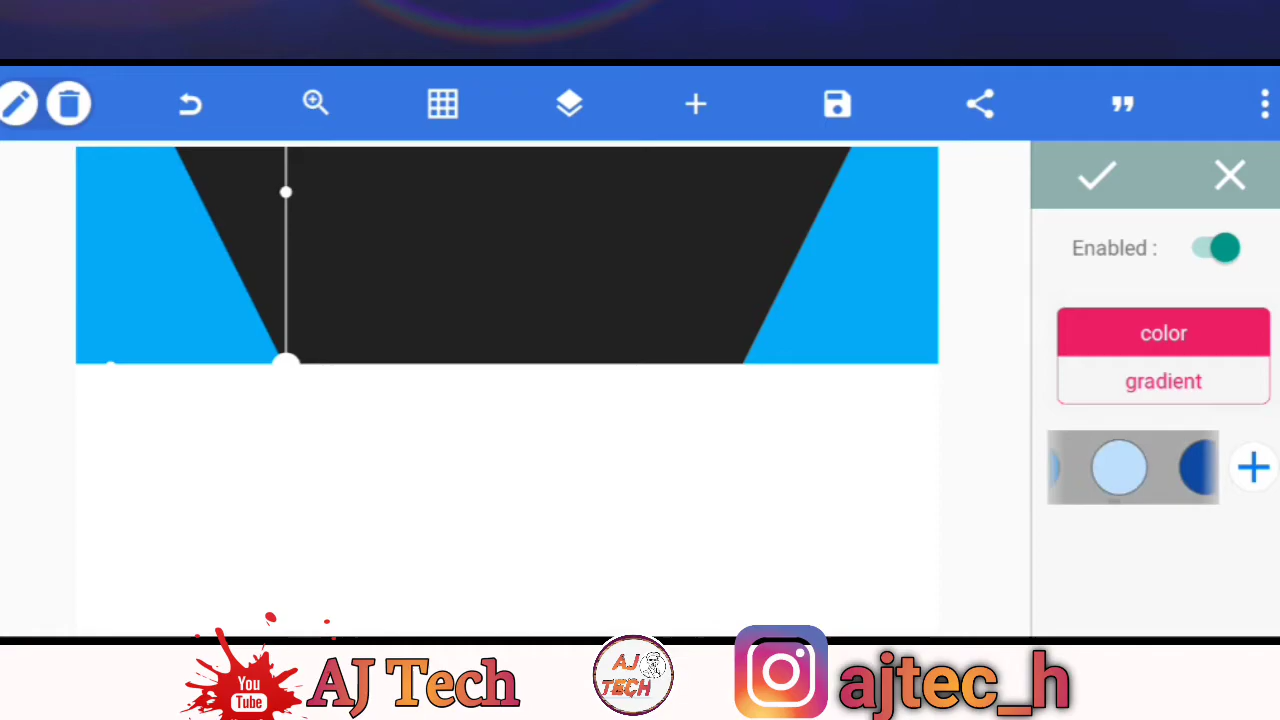 Enabled :
color
gradient
You
Tube
AJ Tech
AJ
TECH
ajtec_h